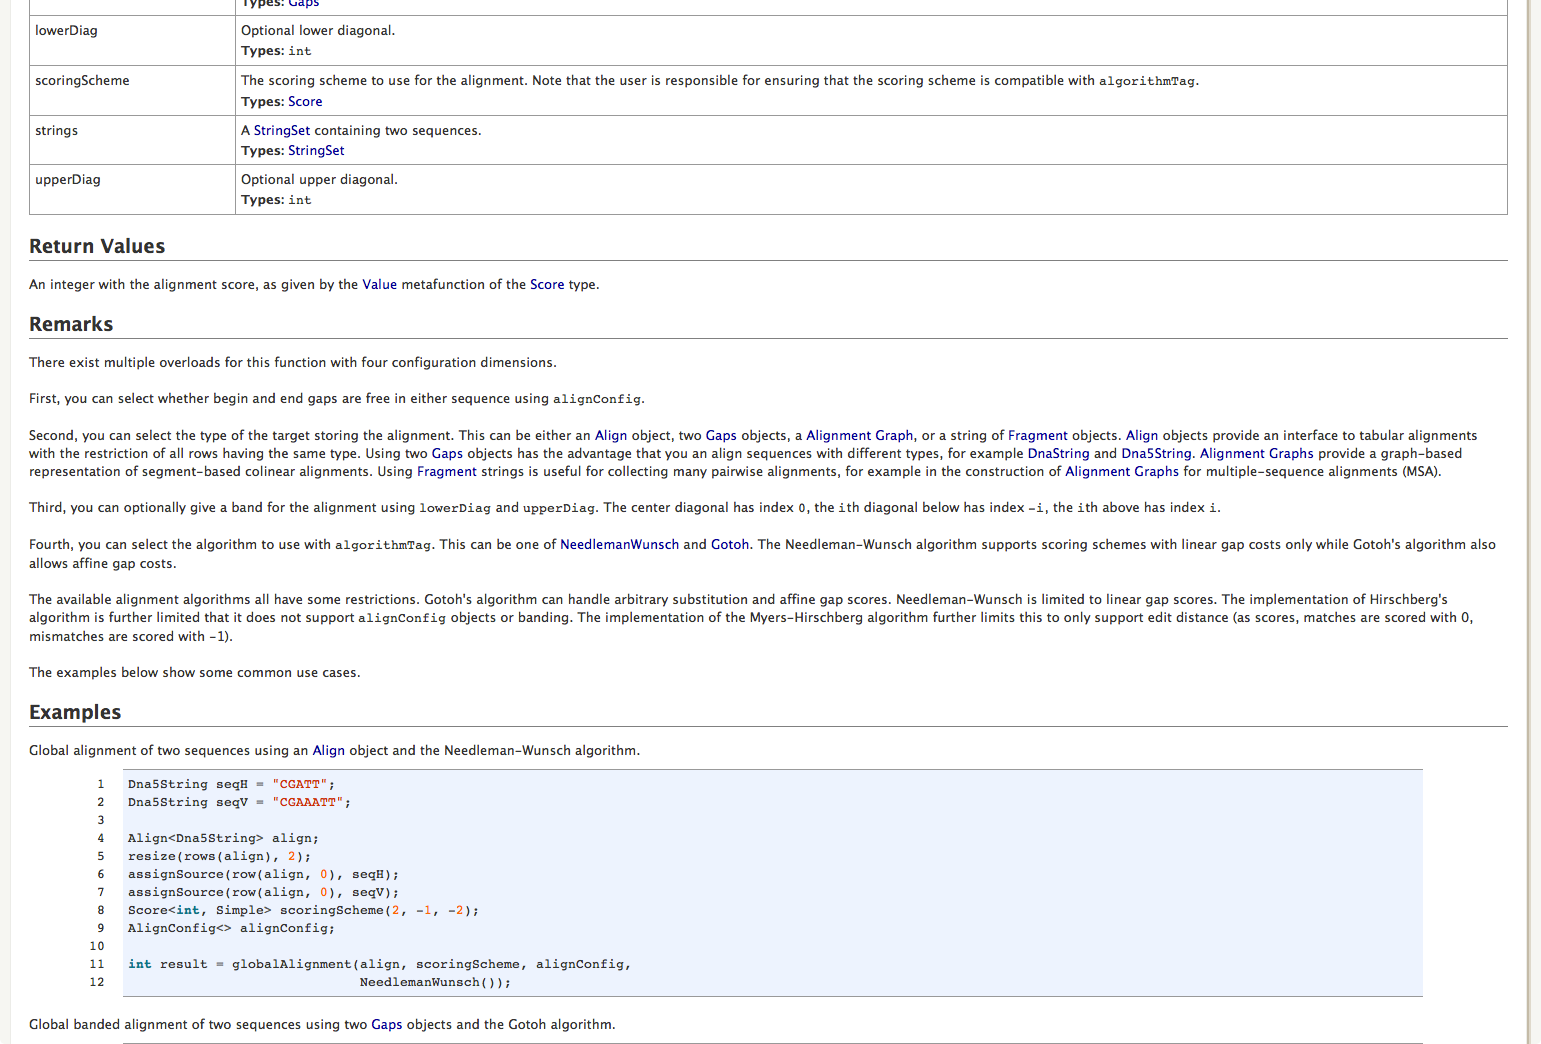 Types: Gaps
lowerDiag
Optional lower diagonal.
Types: int
scoringScheme
The scoring scheme to use for the alignment. Note that the user is responsible for ensuring that the scoring scheme is compatible with algorithmTag.
Types: Score
strings
A StringSet containing two sequences.
Types: StringSet
upperDiag
Optional upper diagonal.
Types: int
Return Values
An integer with the alignment score, as given by the Value metafunction of the Score type.
Remarks
There exist multiple overloads for this function with four configuration dimensions.
First, you can select whether begin and end gaps are free in either sequence using alignConfig.
Second, you can select the type of the target storing the alignment. This can be either an Align object, two Gaps objects, a Alignment Graph, or a string of Fragment objects. Align objects provide an interface to tabular alignments
with the restriction of all rows having the same type. Using two Gaps objects has the advantage that you an align sequences with different types, for example DnaString and Dna5String. Alignment Graphs provide a graph-based
representation of segment-based colinear alignments. Using Fragment strings is useful for collecting many pairwise alignments, for example in the construction of Alignment Graphs for multiple-sequence alignments (MSA).
Third, you can optionally give a band for the alignment using lowerDiag and upperDiag. The center diagonal has index 0, the ith diagonal below has index -i, the ith above has index i.
Fourth, you can select the algorithm to use with algorithmTag. This can be one of NeedlemanWunsch and Gotoh. The Needleman-Wunsch algorithm supports scoring schemes with linear gap costs only while Gotoh's algorithm also
allows affine gap costs.
The available alignment algorithms all have some restrictions. Gotoh's algorithm can handle arbitrary substitution and affine gap scores. Needleman-Wunsch is limited to linear gap scores. The implementation of Hirschberg's
algorithm is further limited that it does not support alignConfig objects or banding. The implementation of the Myers-Hirschberg algorithm further limits this to only support edit distance (as scores, matches are scored with 0,
mismatches are scored with -1).
The examples below show some common use cases.
Examples
Global alignment of two sequences using an Align object and the Needleman-Wunsch algorithm.
1 Dna5String seqH = "CGATT";
2 Dna5String seqV = "CGAAATT";
3
4 Align<Dna5String> align;
5 resize(rows(align), 2);
6 assignSource(row(align, 0), seqH);
7 assignSource(row(align, 0), seqV);
8 Score<int, Simple> scoringScheme(2, -1, -2);
9 AlignConfig<> alignConfig;
10
11 int result = globalAlignment(align, scoringScheme, alignConfig,
12 NeedlemanWunsch());
Global banded alignment of two sequences using two Gaps objects and the Gotoh algorithm.